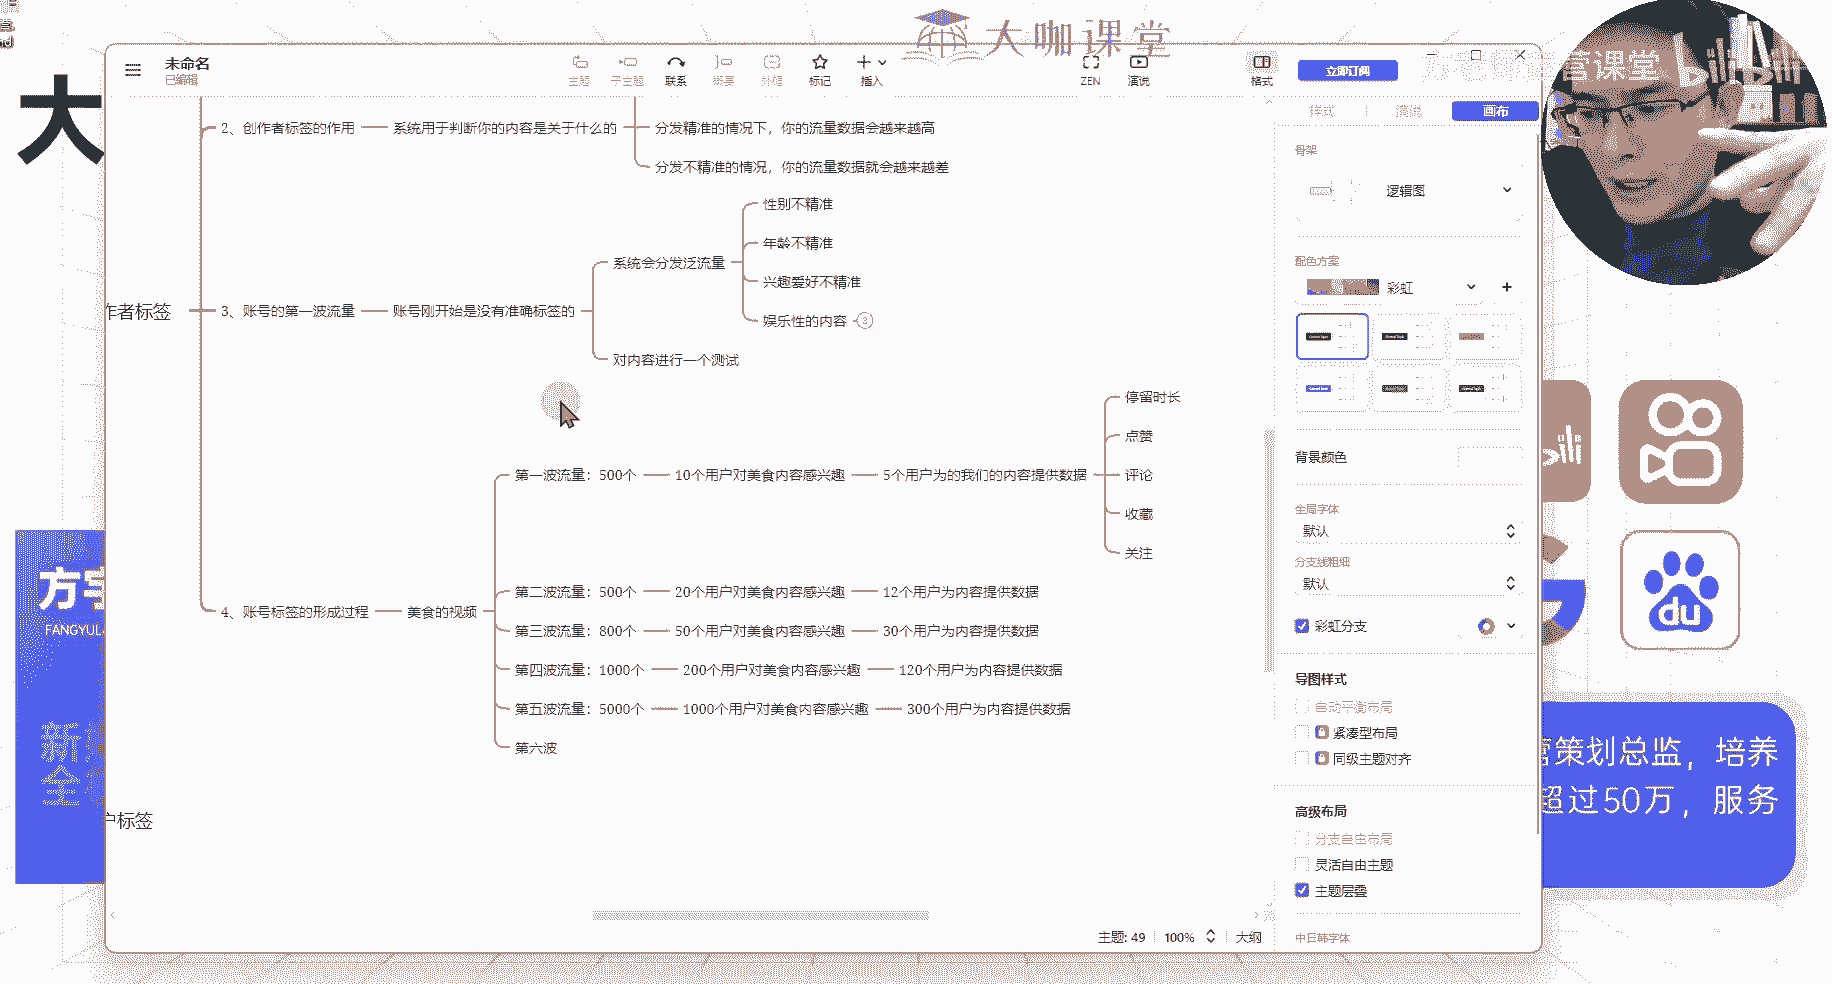 大咖课堂
管课堂
大
未命名
已编辑
主题
子主题
联系
概要
外框
标记
插入
ZEN
演说
格式
立即订阅
样式
演说
画布
2、创作者标签的作用
系统用于判断你的内容是关于什么的
分发精准的情况下，你的流量数据会越来越高
分发不精准的情况，你的流量数据就会越来越差
作者标签
3、账号的第一波流量
账号刚开始是没有准确标签的
系统会分发泛流量
性别不精准
年龄不精准
兴趣爱好不精准
娱乐性的内容
2
对内容进行一个测试
4、账号标签的形成过程
美食的视频
第一波流量：500个
10个用户对美食内容感兴趣
5个用户为的我们的内容提供数据
停留时长
点赞
评论
收藏
关注
第二波流量：500个
20个用户对美食内容感兴趣
12个用户为内容提供数据
第三波流量：800个
50个用户对美食内容感兴趣
30个用户为内容提供数据
第四波流量：1000个
200个用户对美食内容感兴趣
120个用户为内容提供数据
第五波流量：5000个
1000个用户对美食内容感兴趣
300个用户为内容提供数据
第六波
户标签
骨架
逻辑图
配色方案
彩虹
背景颜色
全局字体
默认
分支线粗细
默认
彩虹分支
导图样式
自动平衡布局
紧凑型布局
同级主题对齐
高级布局
分支自由布局
灵活自由主题
主题层叠
中日韩字体
主题: 49
100%
大纲
FANGYUL
新
全
du
营策划总监，培养
超过50万，服务